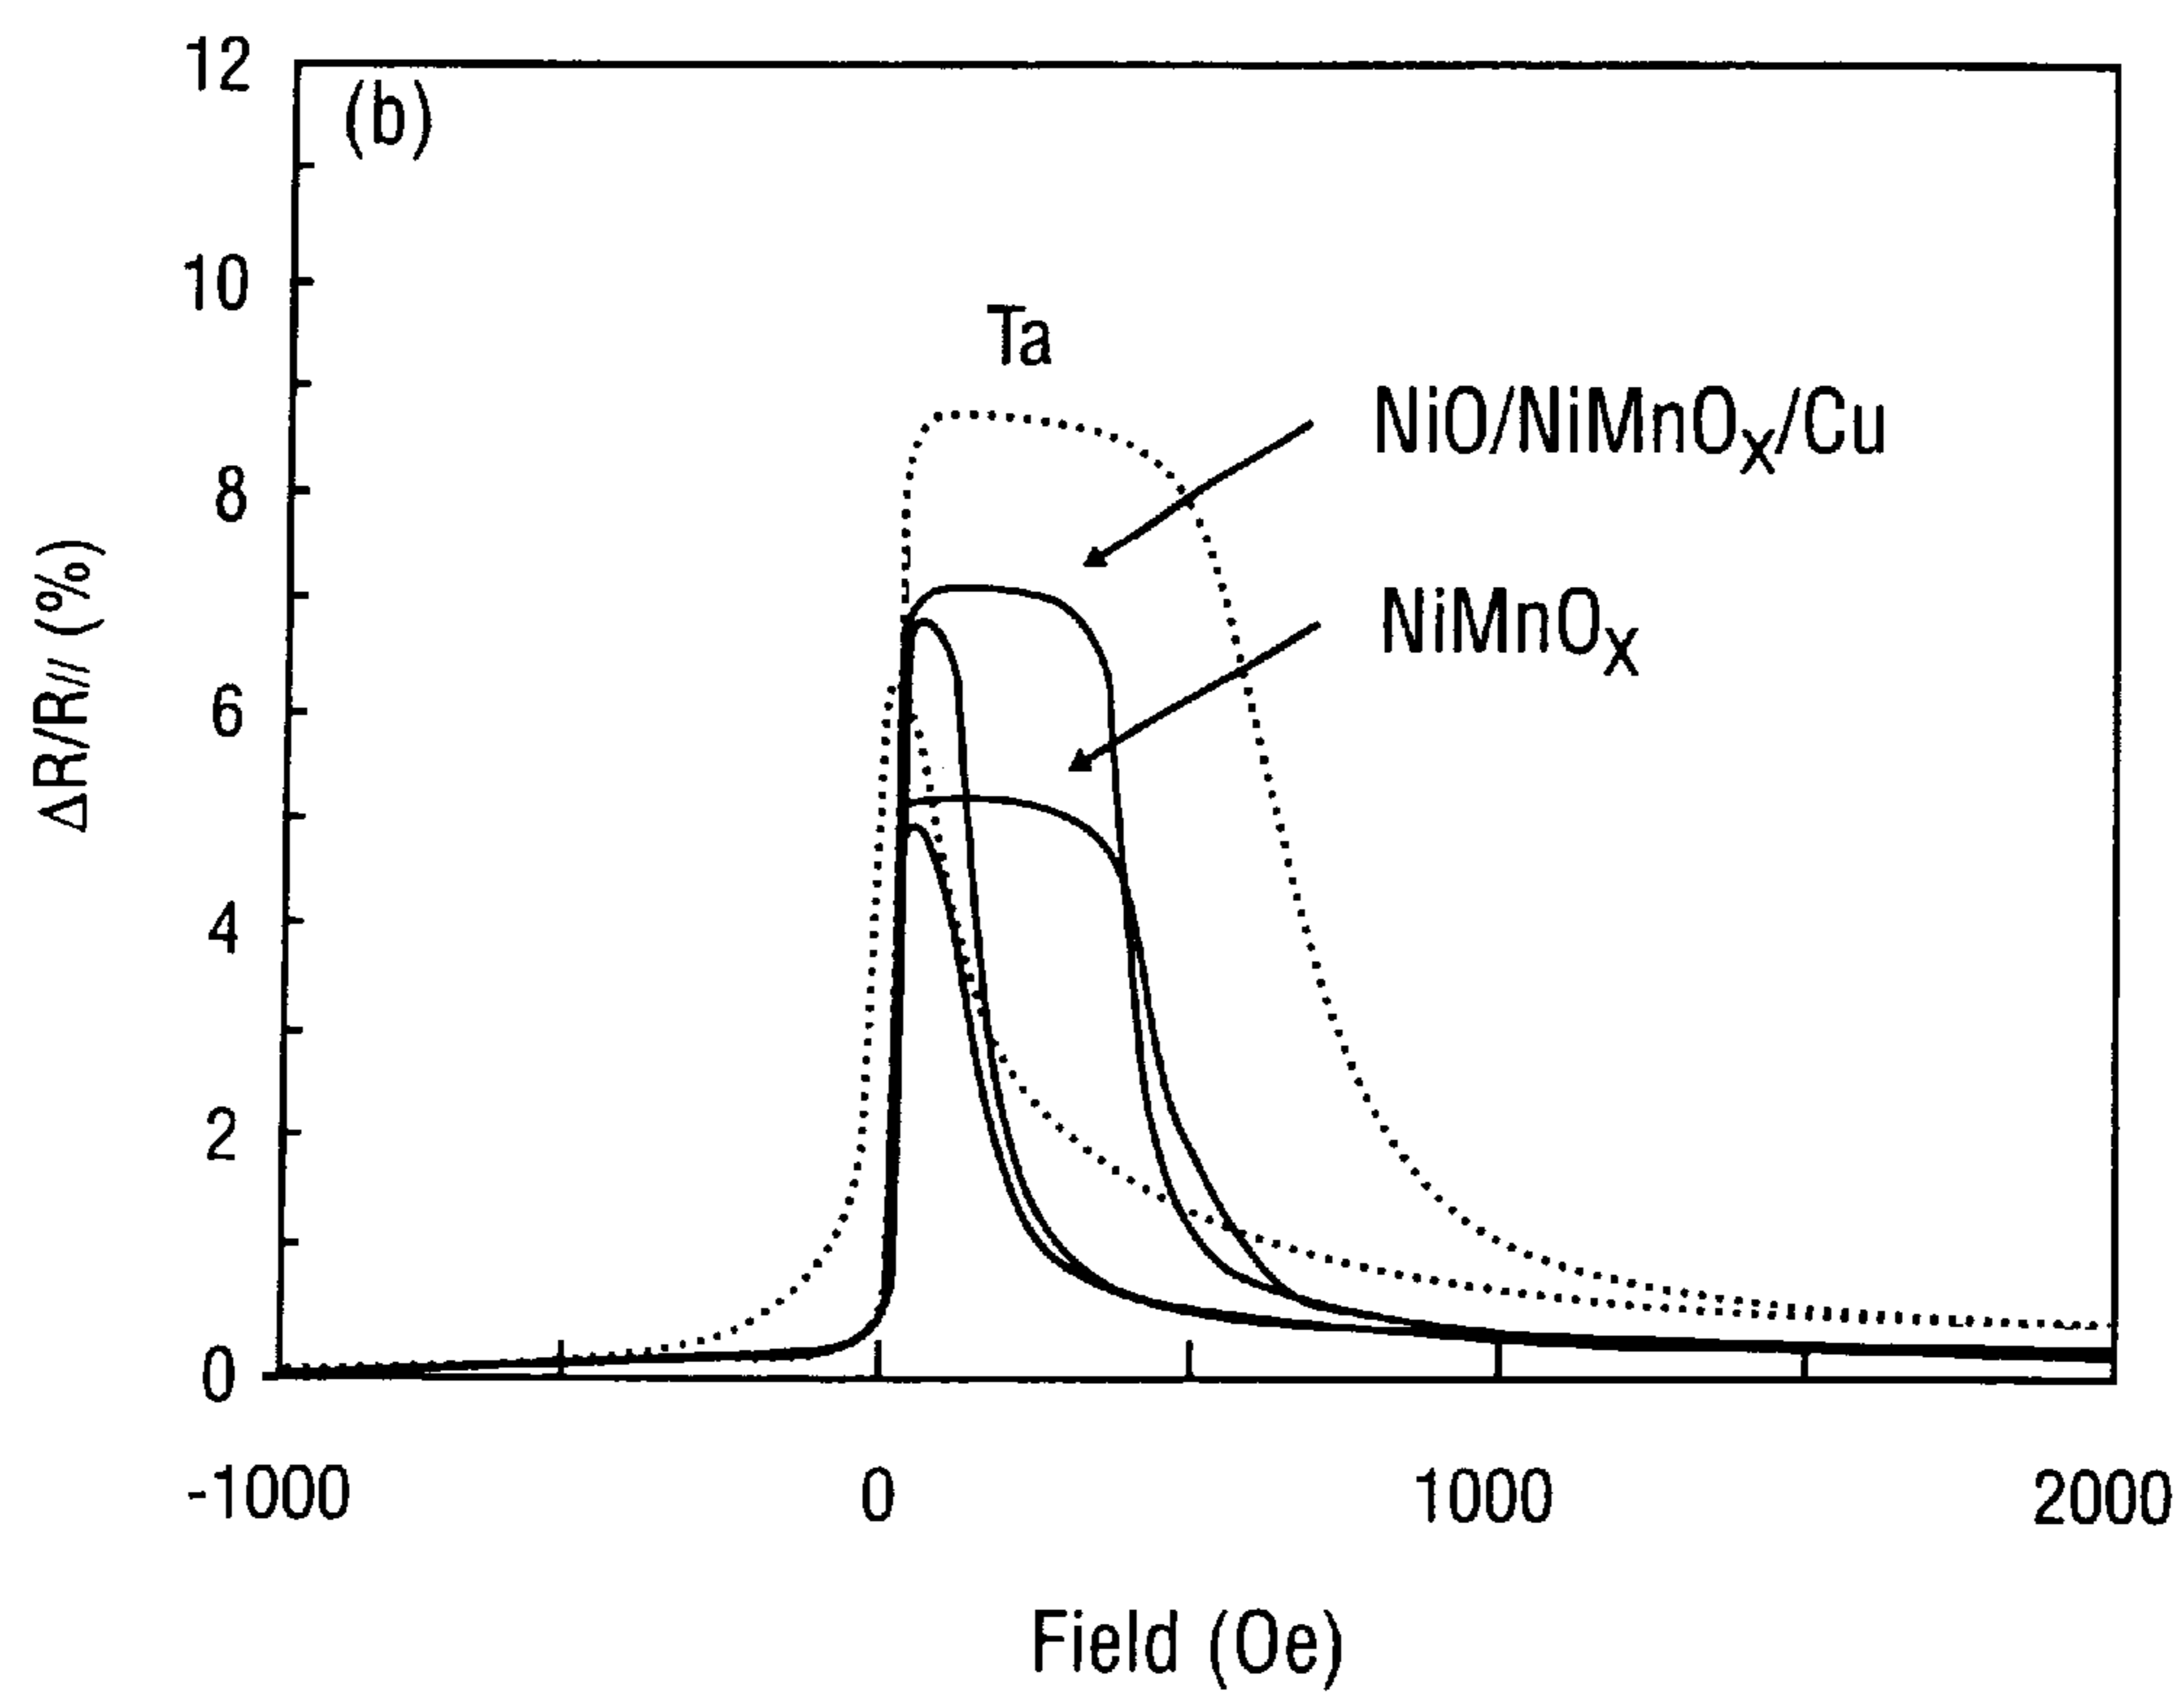 12
(b)
10
Ta
NiO/NiMnOX/Cu
8
NiMnOX
ΔR/R// (%)
6
4
2
0
-1000 0 1000 2000
Field (Oe)